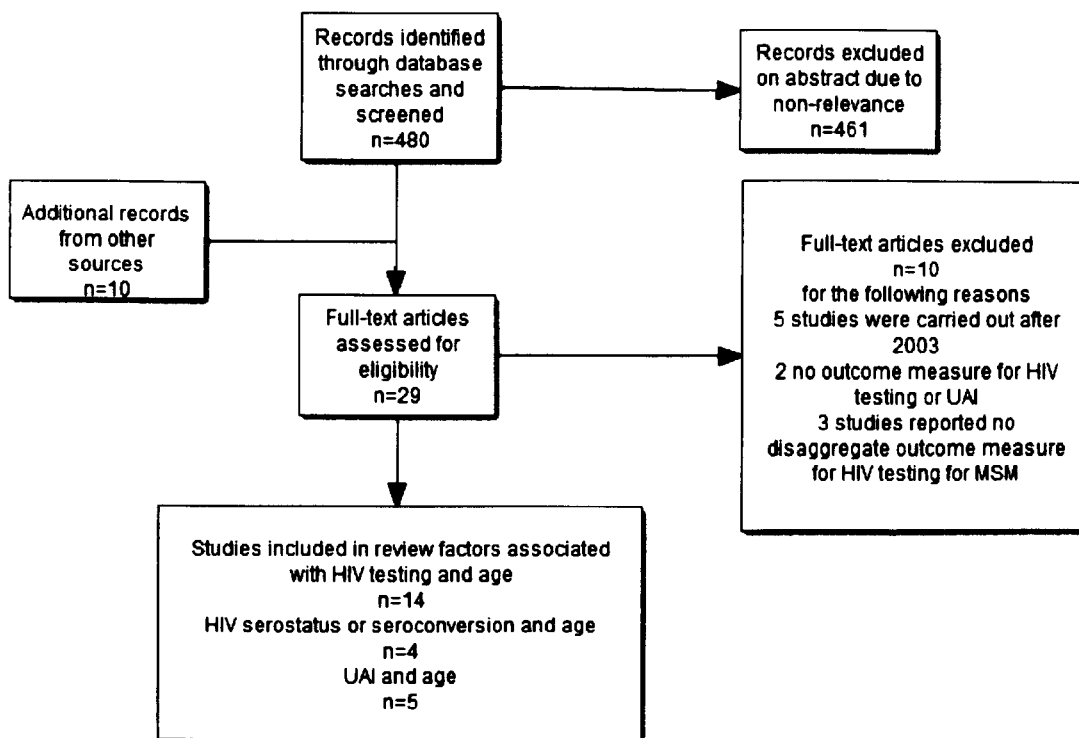 Records identified
through database
searches and
screened
n=480
Records excluded
on abstract due to
non-relevance
n=461
Additional records
from other
sources
n=10
Full-text articles
assessed for
eligibility
n=29
Full-text articles excluded
n=10
for the following reasons
5 studies were carried out after
2003
2 no outcome measure for HIV
testing or UAI
3 studies reported no
disaggregate outcome measure
for HIV testing for MSM
Studies included in review factors associated
with HIV testing and age
n=14
HIV serostatus or seroconversion and age
n=4
UAI and age
n=5